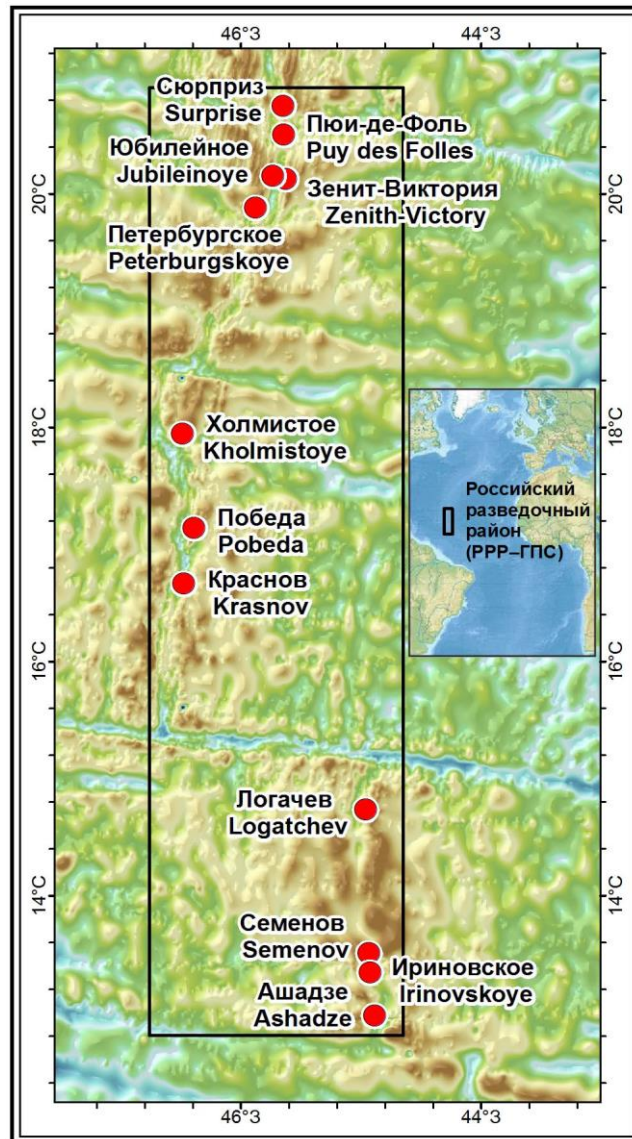 46°З
44°З
Сюрприз
Surprise
Пюи-де-Фоль
Puy des Folles
Юбилейное
Jubileinoye
Зенит-Виктория
Zenith-Victory
20°С
20°С
Петербургское
Peterburgskoye
18°С
Холмистое
Kholmistoye
18°С
Российский
разведочный
район
(РРР–ГПС)
Победа
Pobeda
Краснов
Krasnov
16°С
16°С
Логачев
Logatchev
14°С
14°С
Семенов
Semenov
Ириновское
Irinovskoye
Ашадзе
Ashadze
46°З
44°З